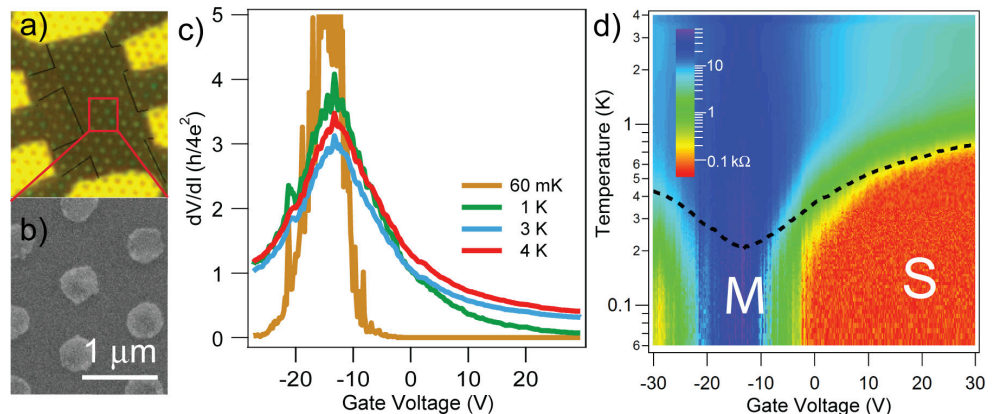 a)
b)
1 μm
c)
dV/dI (h/4e²)
5
4
3
2
1
0
60 mK
1 K
3 K
4 K
-20 -10 0 10 20
Gate Voltage (V)
d)
Temperature (K)
4
3
2
1
6
4
3
2
0.1
6
10
1
0.1 kΩ
M
S
-30 -20 -10 0 10 20 30
Gate Voltage (V)